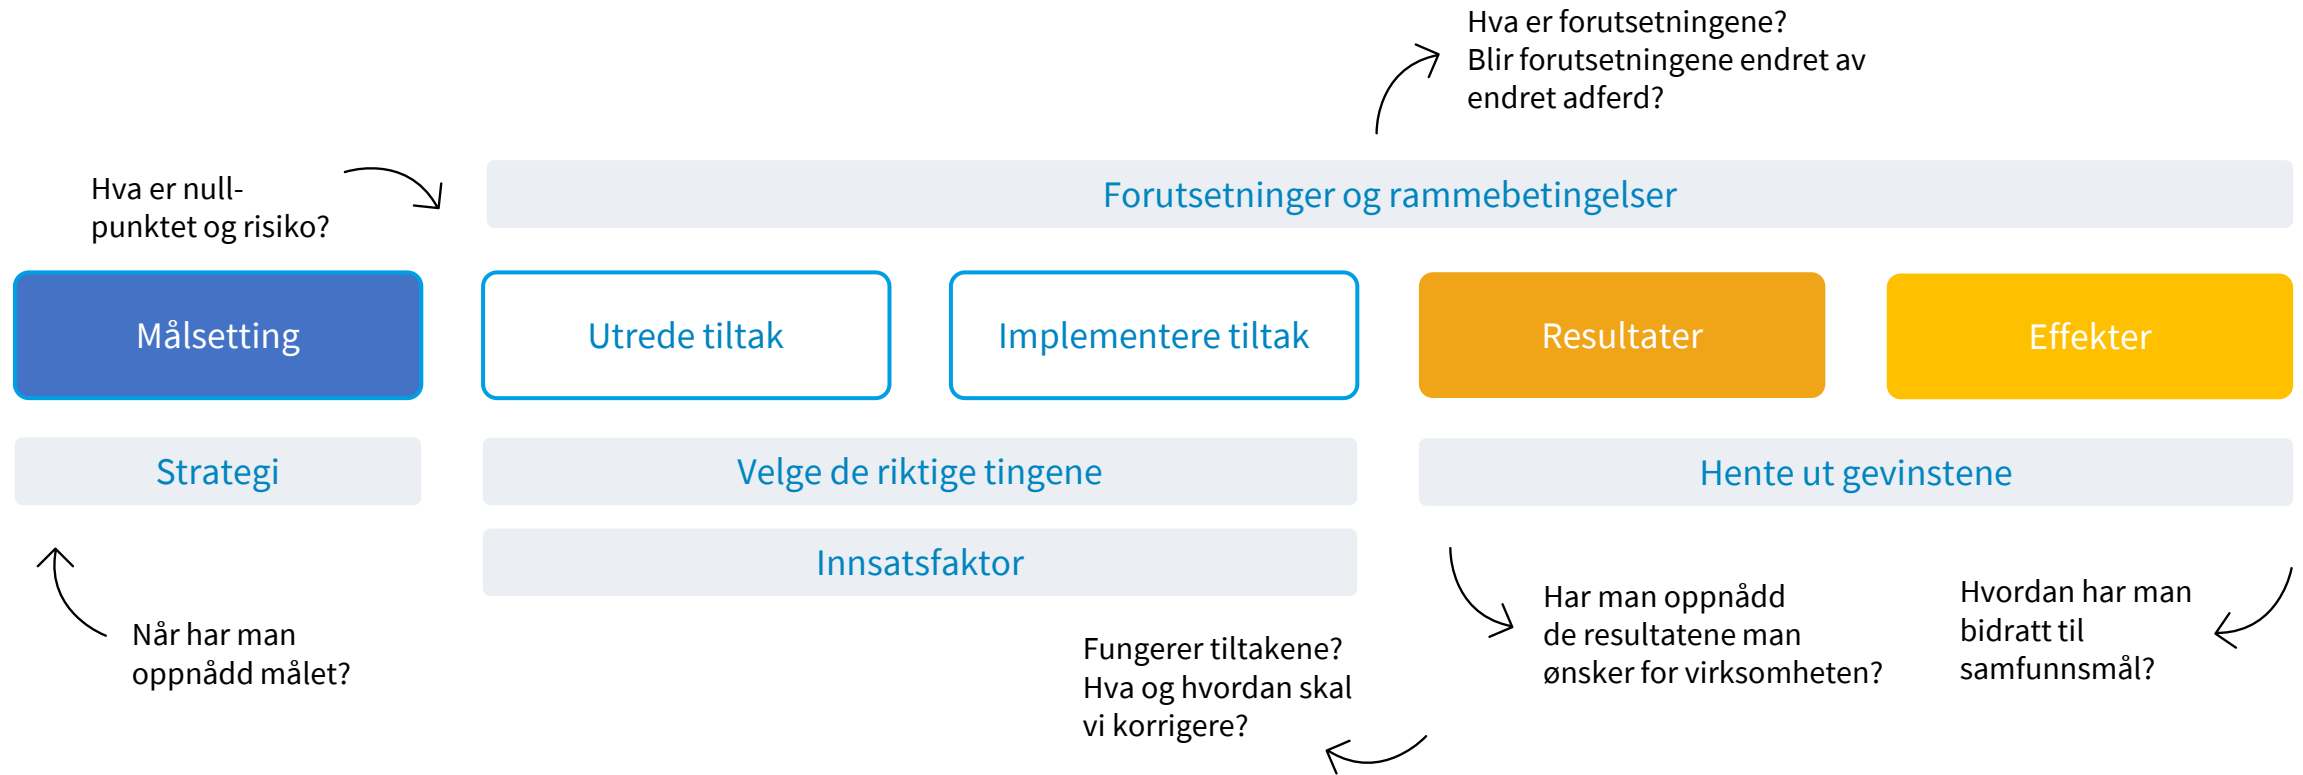 Hva er forutsetningene?
Blir forutsetningene endret av
endret adferd?
Hva er null-
punktet og risiko?
Forutsetninger og rammebetingelser
Målsetting
Utrede tiltak
Implementere tiltak
Resultater
Effekter
Strategi
Velge de riktige tingene
Hente ut gevinstene
Innsatsfaktor
Når har man
oppnådd målet?
Fungerer tiltakene?
Hva og hvordan skal
vi korrigere?
Har man oppnådd
de resultatene man
ønsker for virksomheten?
Hvordan har man
bidratt til
samfunnsmål?